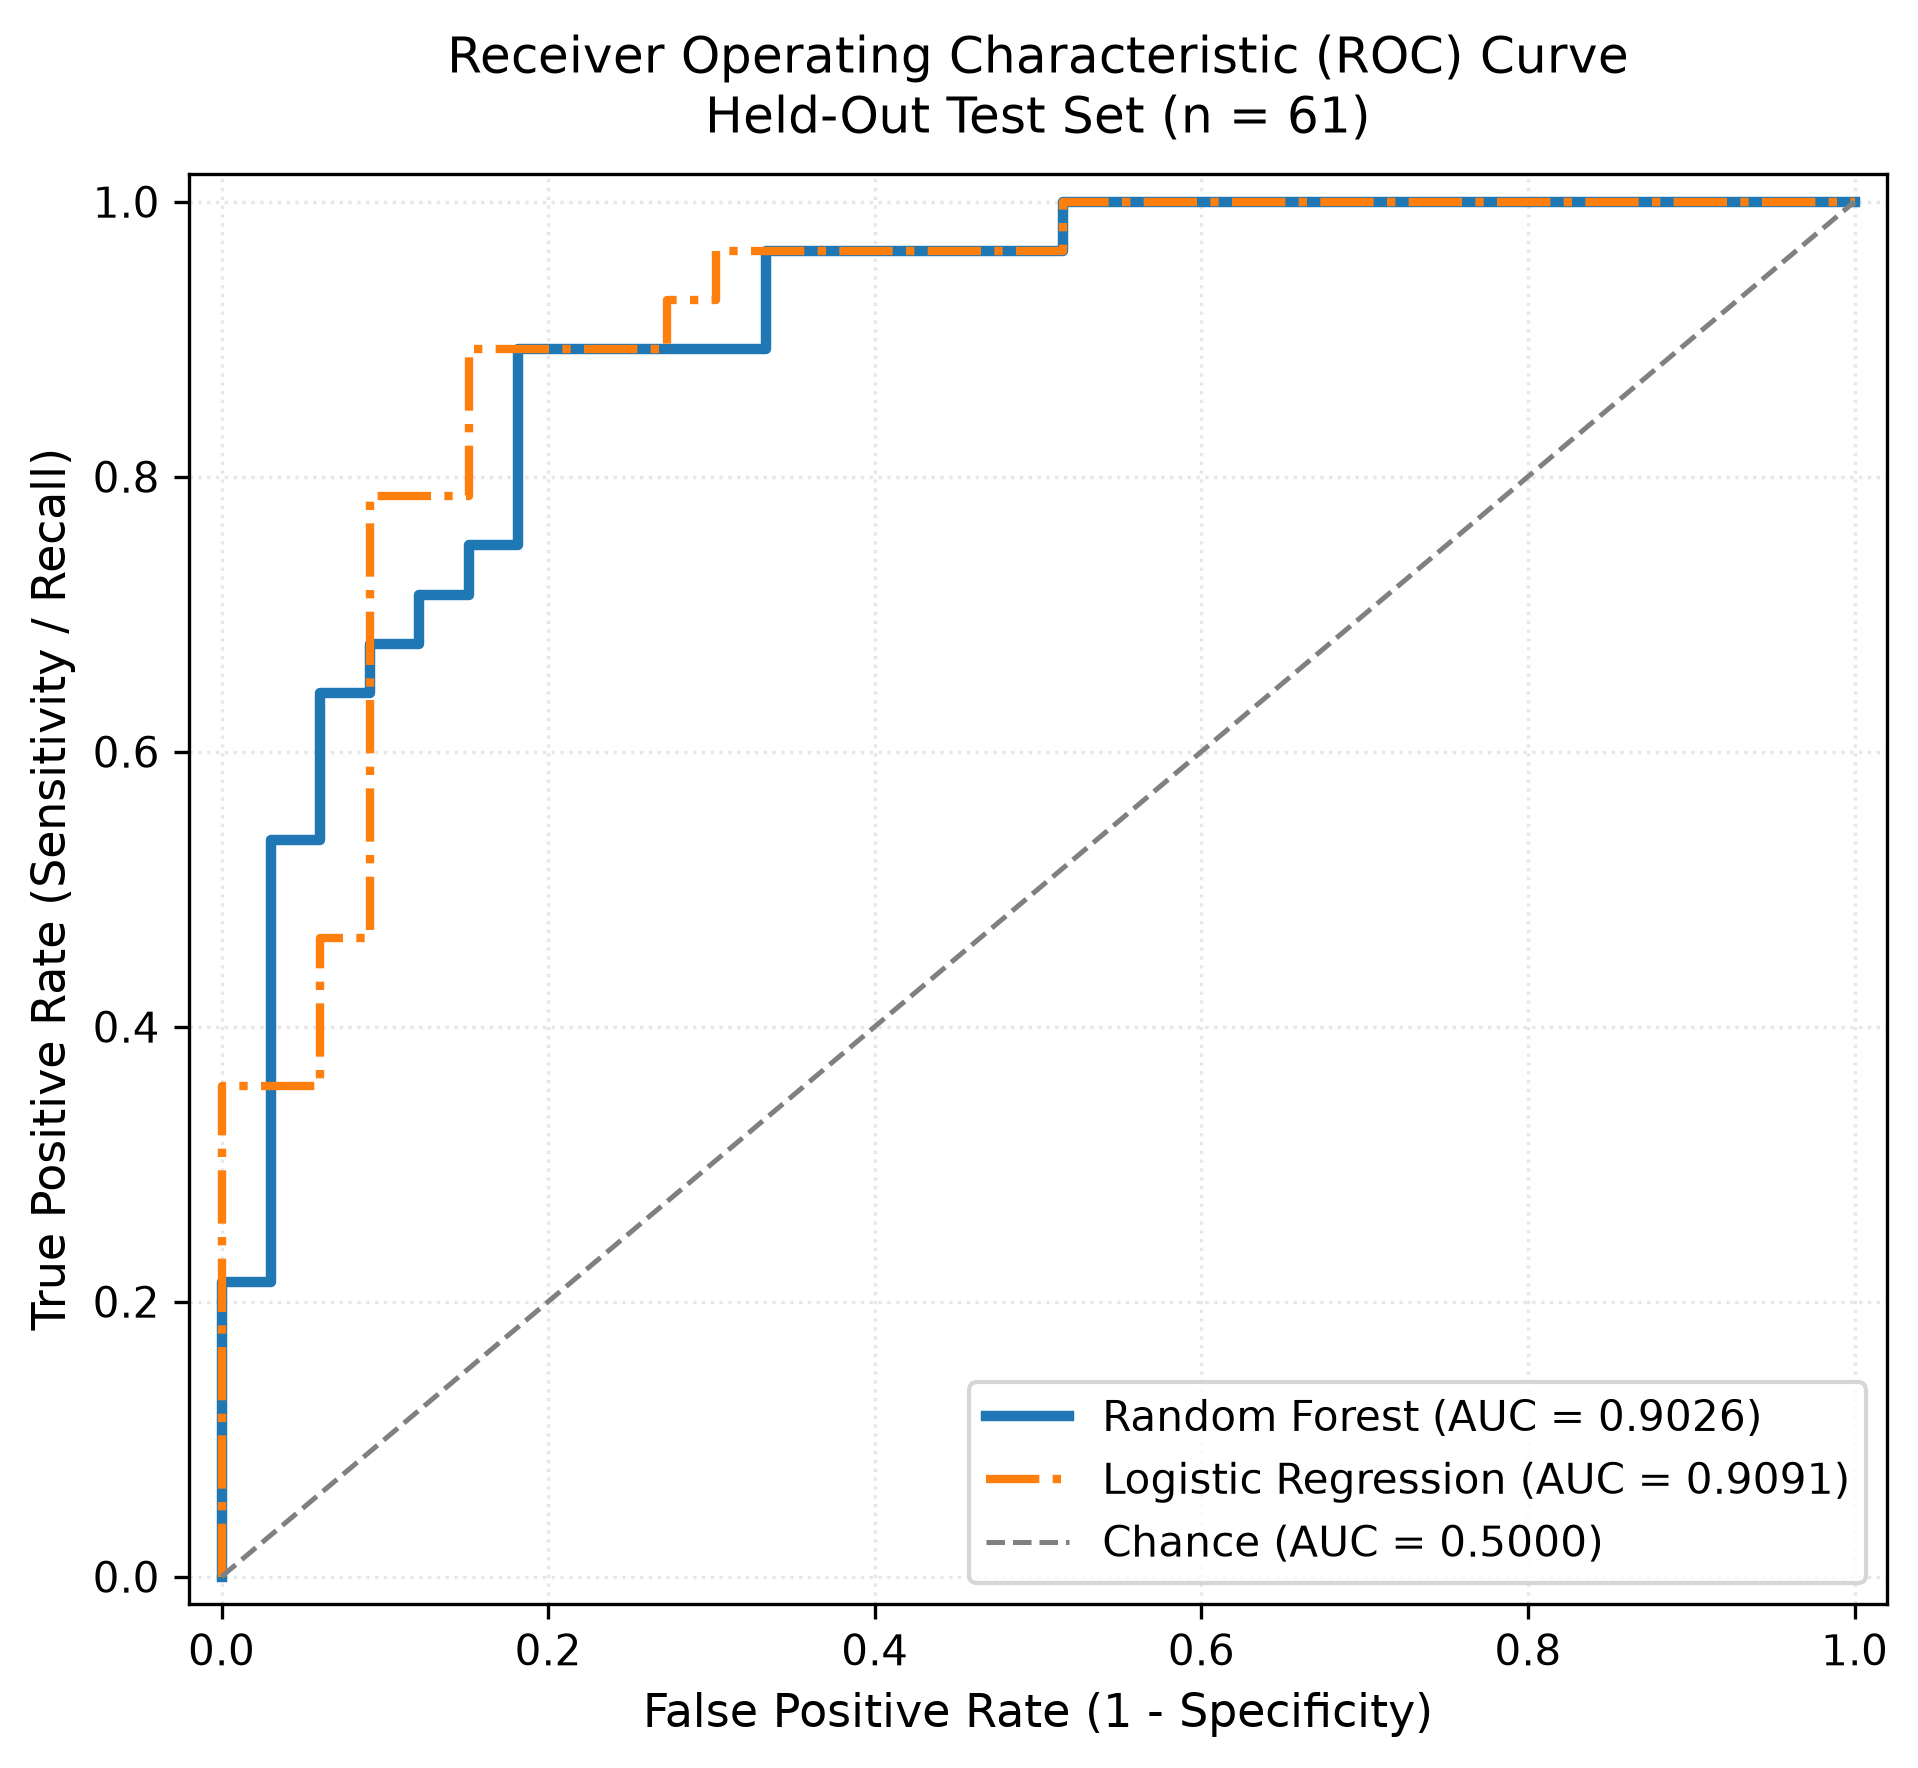 Receiver Operating Characteristic (ROC) Curve
Held-Out Test Set (n = 61)
True Positive Rate (Sensitivity / Recall)
1.0
0.8
0.6
0.4
0.2
0.0
Random Forest (AUC = 0.9026)
Logistic Regression (AUC = 0.9091)
Chance (AUC = 0.5000)
0.0 0.2 0.4 0.6 0.8 1.0
False Positive Rate (1 - Specificity)